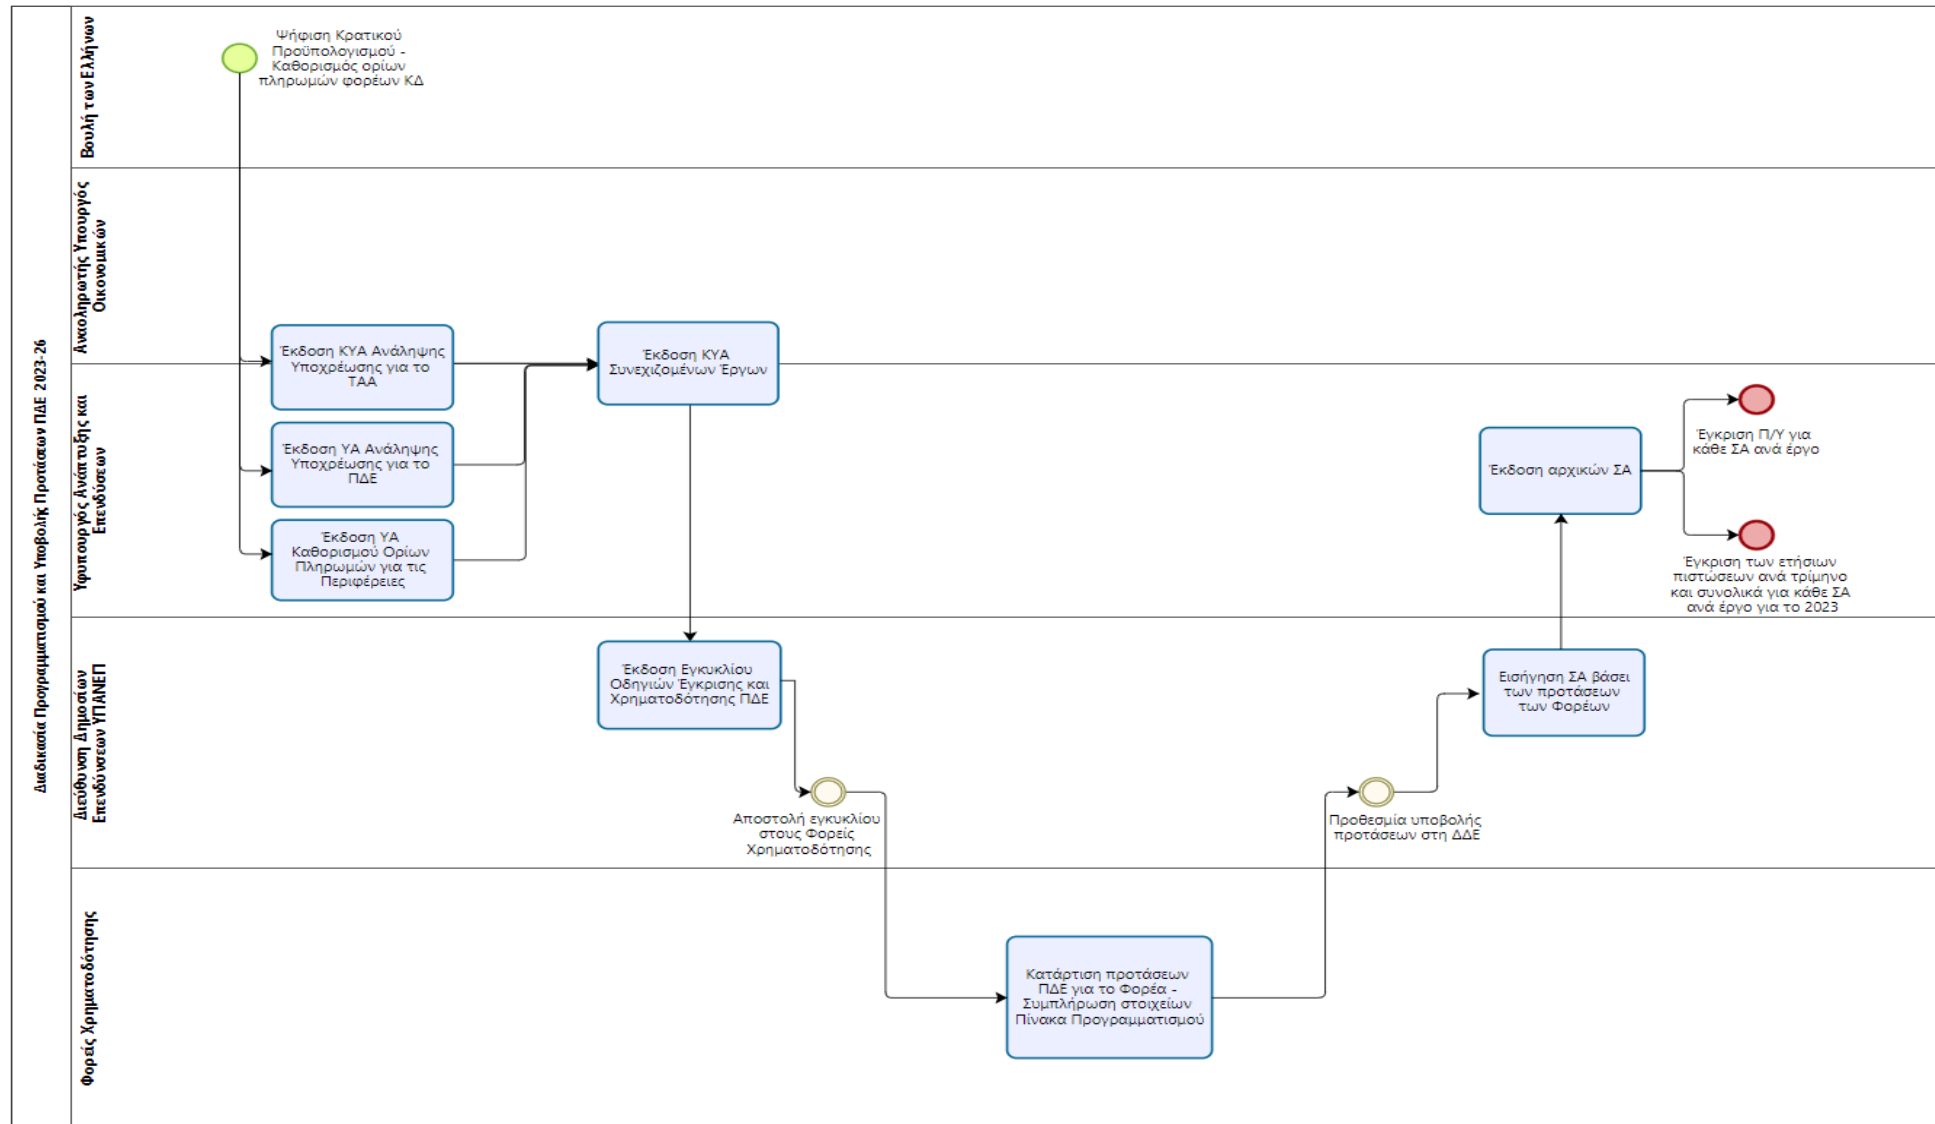 Διαδικασία Προγραμματισμού και Υποβολής Προτάσεων ΠΔΕ 2023-26
Βουλή των Ελλήνων
Ψήφιση Κρατικού
Προϋπολογισμού -
Καθορισμός ορίων
πληρωμών φορέων ΚΔ
Αναπληρωτής Υπουργός
Οικονομικών
Έκδοση ΚΥΑ Ανάληψης
Υποχρέωσης για το
ΤΑΑ
Έκδοση ΚΥΑ
Συνεχιζομένων Έργων
Υφυπουργός Ανάπτυξης και
Επενδύσεων
Έκδοση ΥΑ Ανάληψης
Υποχρέωσης για το
ΠΔΕ
Έκδοση ΥΑ
Καθορισμού Ορίων
Πληρωμών για τις
Περιφέρειες
Έκδοση αρχικών ΣΑ
Έγκριση Π/Υ για
κάθε ΣΑ ανά έργο
Έγκριση των ετήσιων
πιστώσεων ανά τρίμηνο
και συνολικά για κάθε ΣΑ
ανά έργο για το 2023
Διεύθυνση Δημοσίων
Επενδύνσεων ΥΠΑΝΕΠ
Έκδοση Εγκυκλίου
Οδηγιών Έγκρισης και
Χρηματοδότησης ΠΔΕ
Αποστολή εγκυκλίου
στους Φορείς
Χρηματοδότησης
Προθεσμία υποβολής
προτάσεων στη ΔΔΕ
Εισήγηση ΣΑ βάσει
των προτάσεων
των Φορέων
Φορείς Χρηματοδότησης
Κατάρτιση προτάσεων
ΠΔΕ για το Φορέα -
Συμπλήρωση στοιχείων
Πίνακα Προγραμματισμού